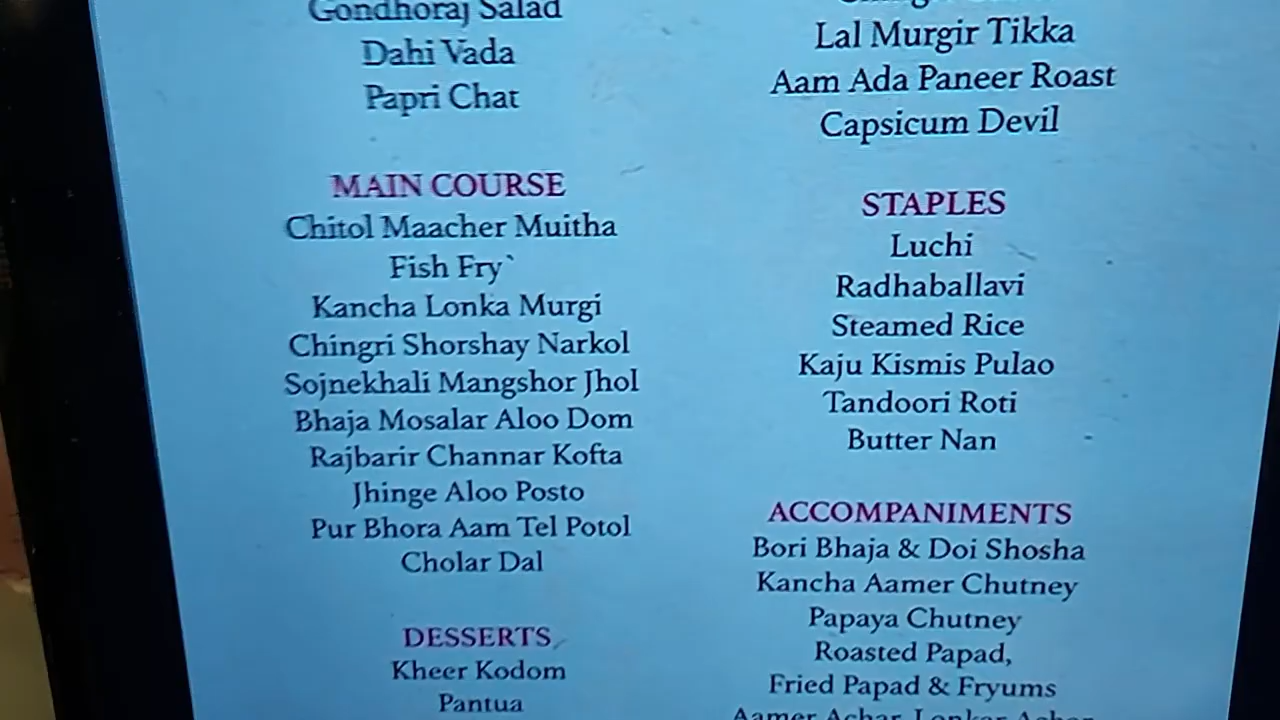 Gondhoraj Salad
Dahi Vada
Papri Chat
MAIN COURSE
Chitol Maacher Muitha
Fish Fry`
Kancha Lonka Murgi
Chingri Shorshay Narkol
Sojnekhali Mangshor Jhol
Bhaja Mosalar Aloo Dom
Rajbarir Channar Kofta
Jhinge Aloo Posto
Pur Bhora Aam Tel Potol
Cholar Dal
DESSERTS
Kheer Kodom
Pantua
Lal Murgir Tikka
Aam Ada Paneer Roast
Capsicum Devil
STAPLES
Luchi
Radhaballavi
Steamed Rice
Kaju Kismis Pulao
Tandoori Roti
Butter Nan
ACCOMPANIMENTS
Bori Bhaja & Doi Shosha
Kancha Aamer Chutney
Papaya Chutney
Roasted Papad,
Fried Papad & Fryums
Aamer Achar, Lonkar Achar